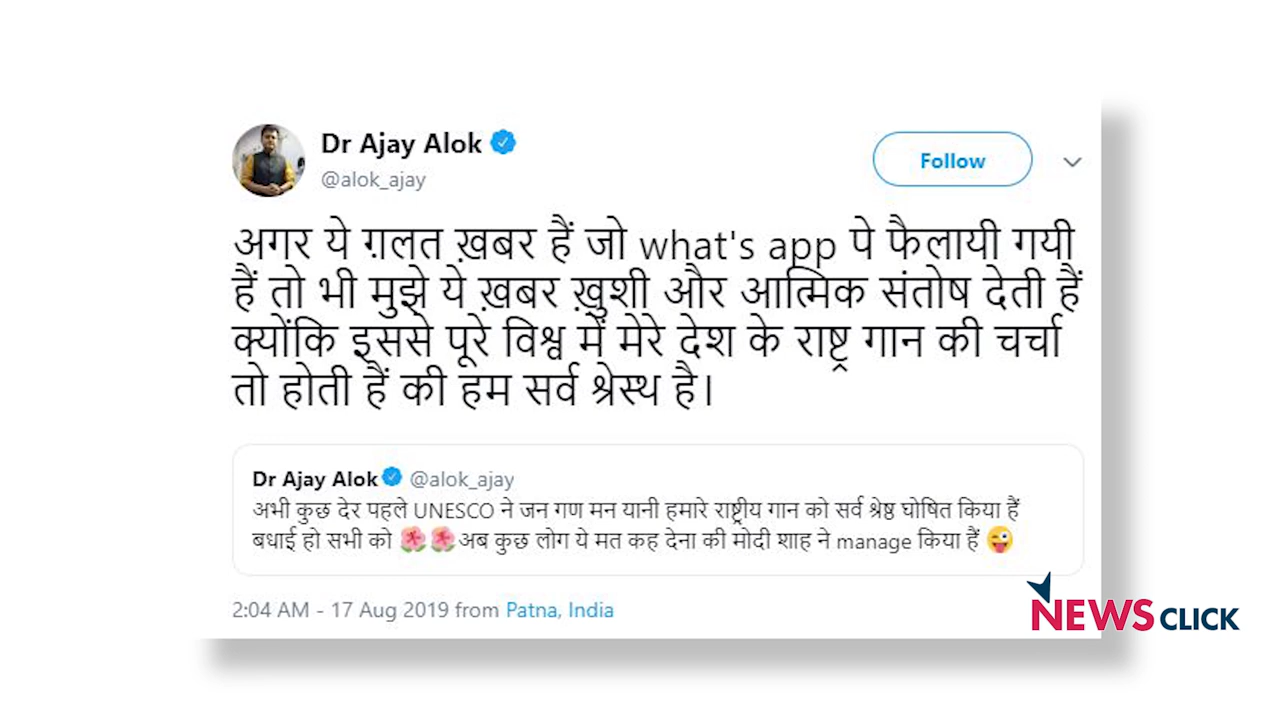 Dr Ajay Alok
@alok_ajay
Follow
अगर ये ग़लत ख़बर हैं जो what's app पे फैलायी गयी
हैं तो भी मुझे ये ख़बर ख़ुशी और आत्मिक संतोष देती हैं
क्योंकि इससे पूरे विश्व में मेरे देश के राष्ट्र गान की चर्चा
तो होती हैं की हम सर्व श्रेस्थ है।
Dr Ajay Alok @alok_ajay
अभी कुछ देर पहले UNESCO ने जन गण मन यानी हमारे राष्ट्रीय गान को सर्व श्रेष्ठ घोषित किया हैं
बधाई हो सभी को 🌺🌺अब कुछ लोग ये मत कह देना की मोदी शाह ने manage किया हैं 😜
2:04 AM - 17 Aug 2019 from Patna, India
NEWSCLICK